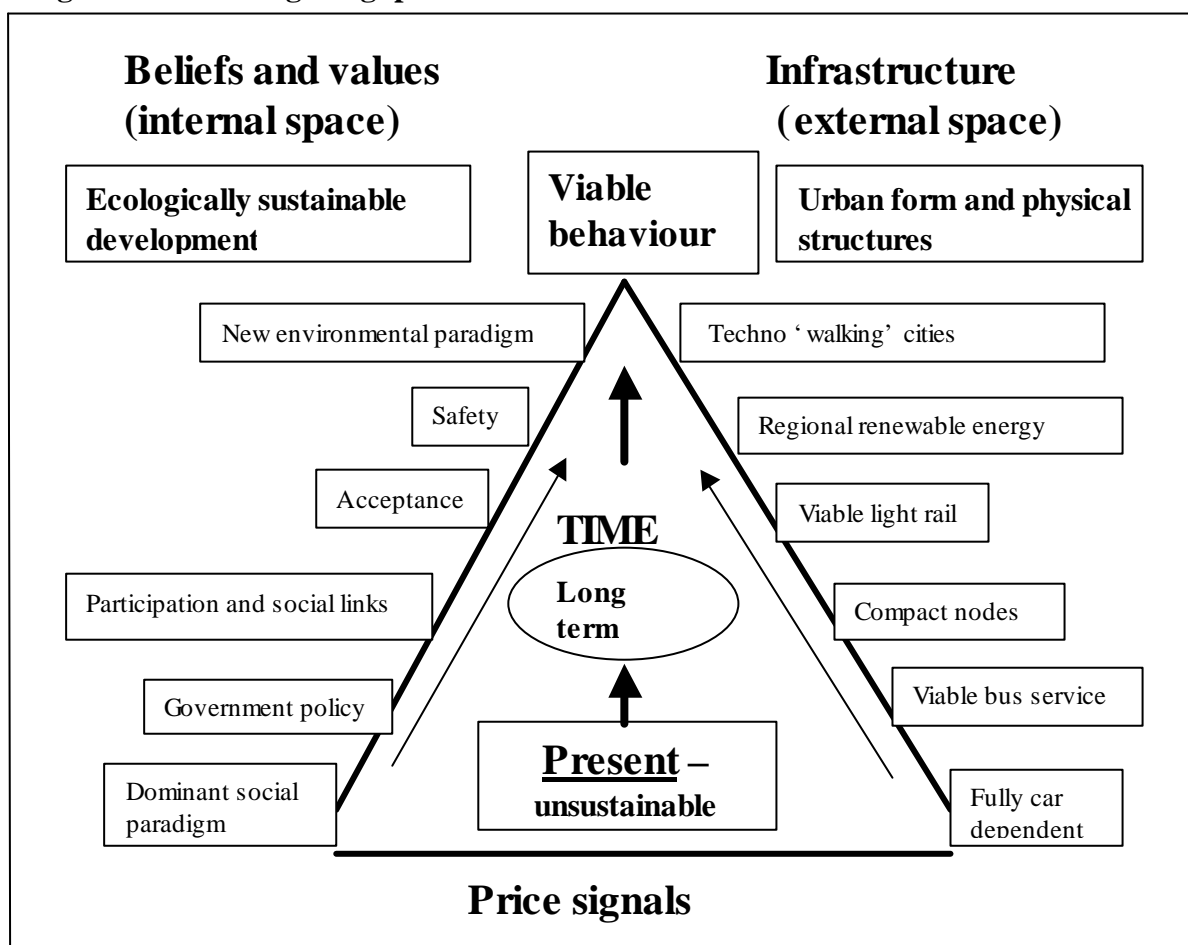 Beliefs and values
(internal space)
Infrastructure
(external space)
Ecologically sustainable
development
Viable
behaviour
Urban form and physical
structures
New environmental paradigm
Techno ‘walking’ cities
Safety
Regional renewable energy
Acceptance
Viable light rail
TIME
Long
term
Participation and social links
Compact nodes
Government policy
Viable bus service
Present –
unsustainable
Dominant social
paradigm
Fully car
dependent
Price signals